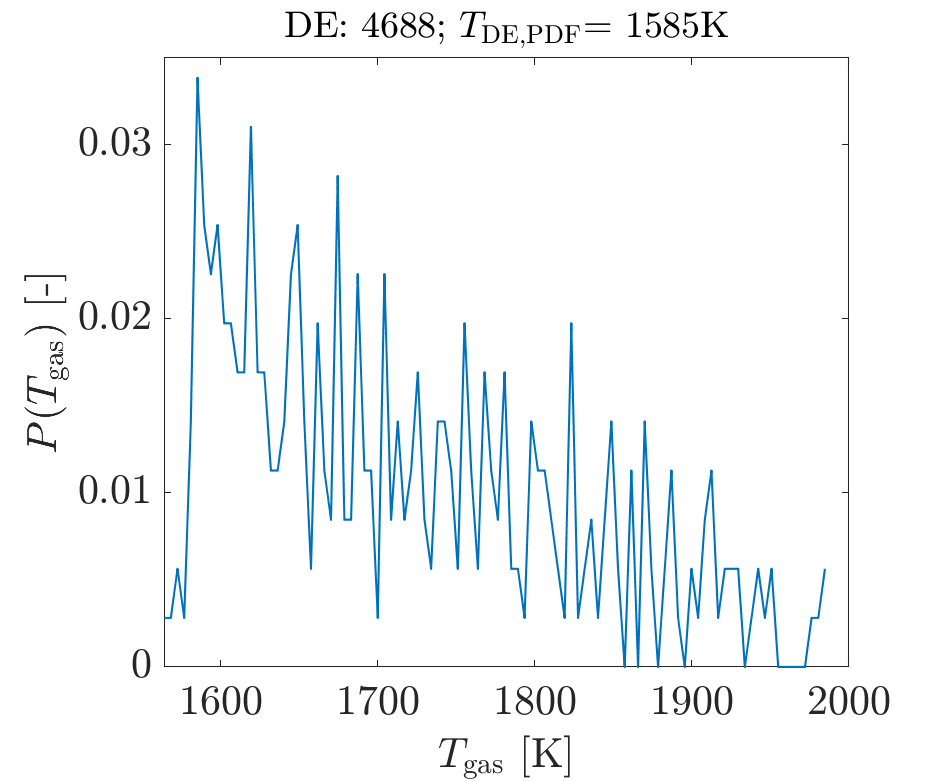 DE: 4688; T_DE,PDF= 1585K
0.03
0.02
0.01
0
P(T_gas) [-]
1600 1700 1800 1900 2000
T_gas [K]